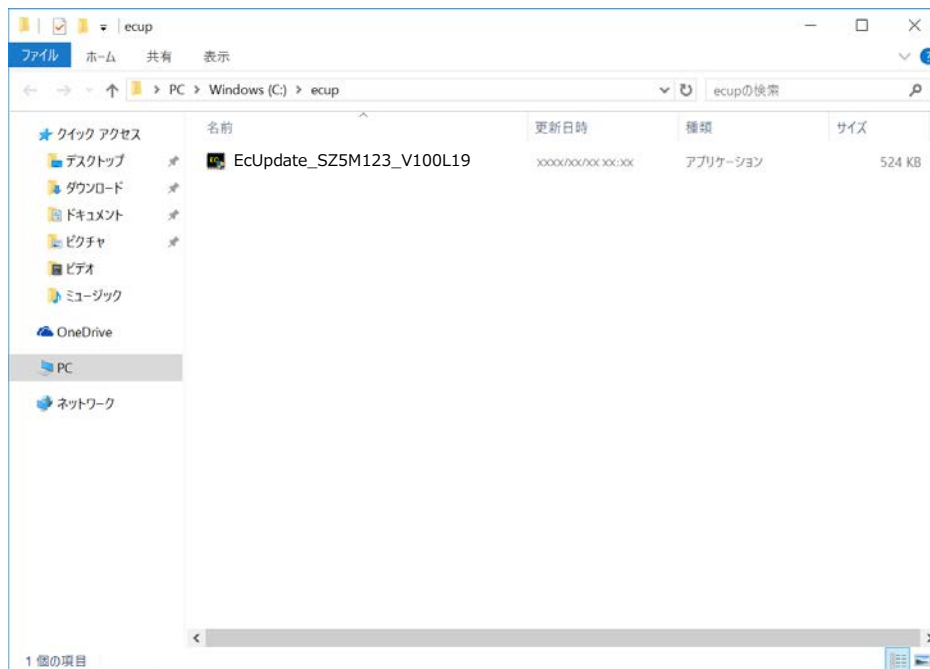 ecup
ファイル ホーム 共有 表示
PC > Windows (C:) > ecup
ecupの検索
名前 更新日時 種類 サイズ
クイック アクセス
デスクトップ
ダウンロード
ドキュメント
ピクチャ
ビデオ
ミュージック
OneDrive
PC
ネットワーク
EcUpdate_SZ5M123_V100L19 xxxx/xx/xx xx:xx アプリケーション 524 KB
1 個の項目